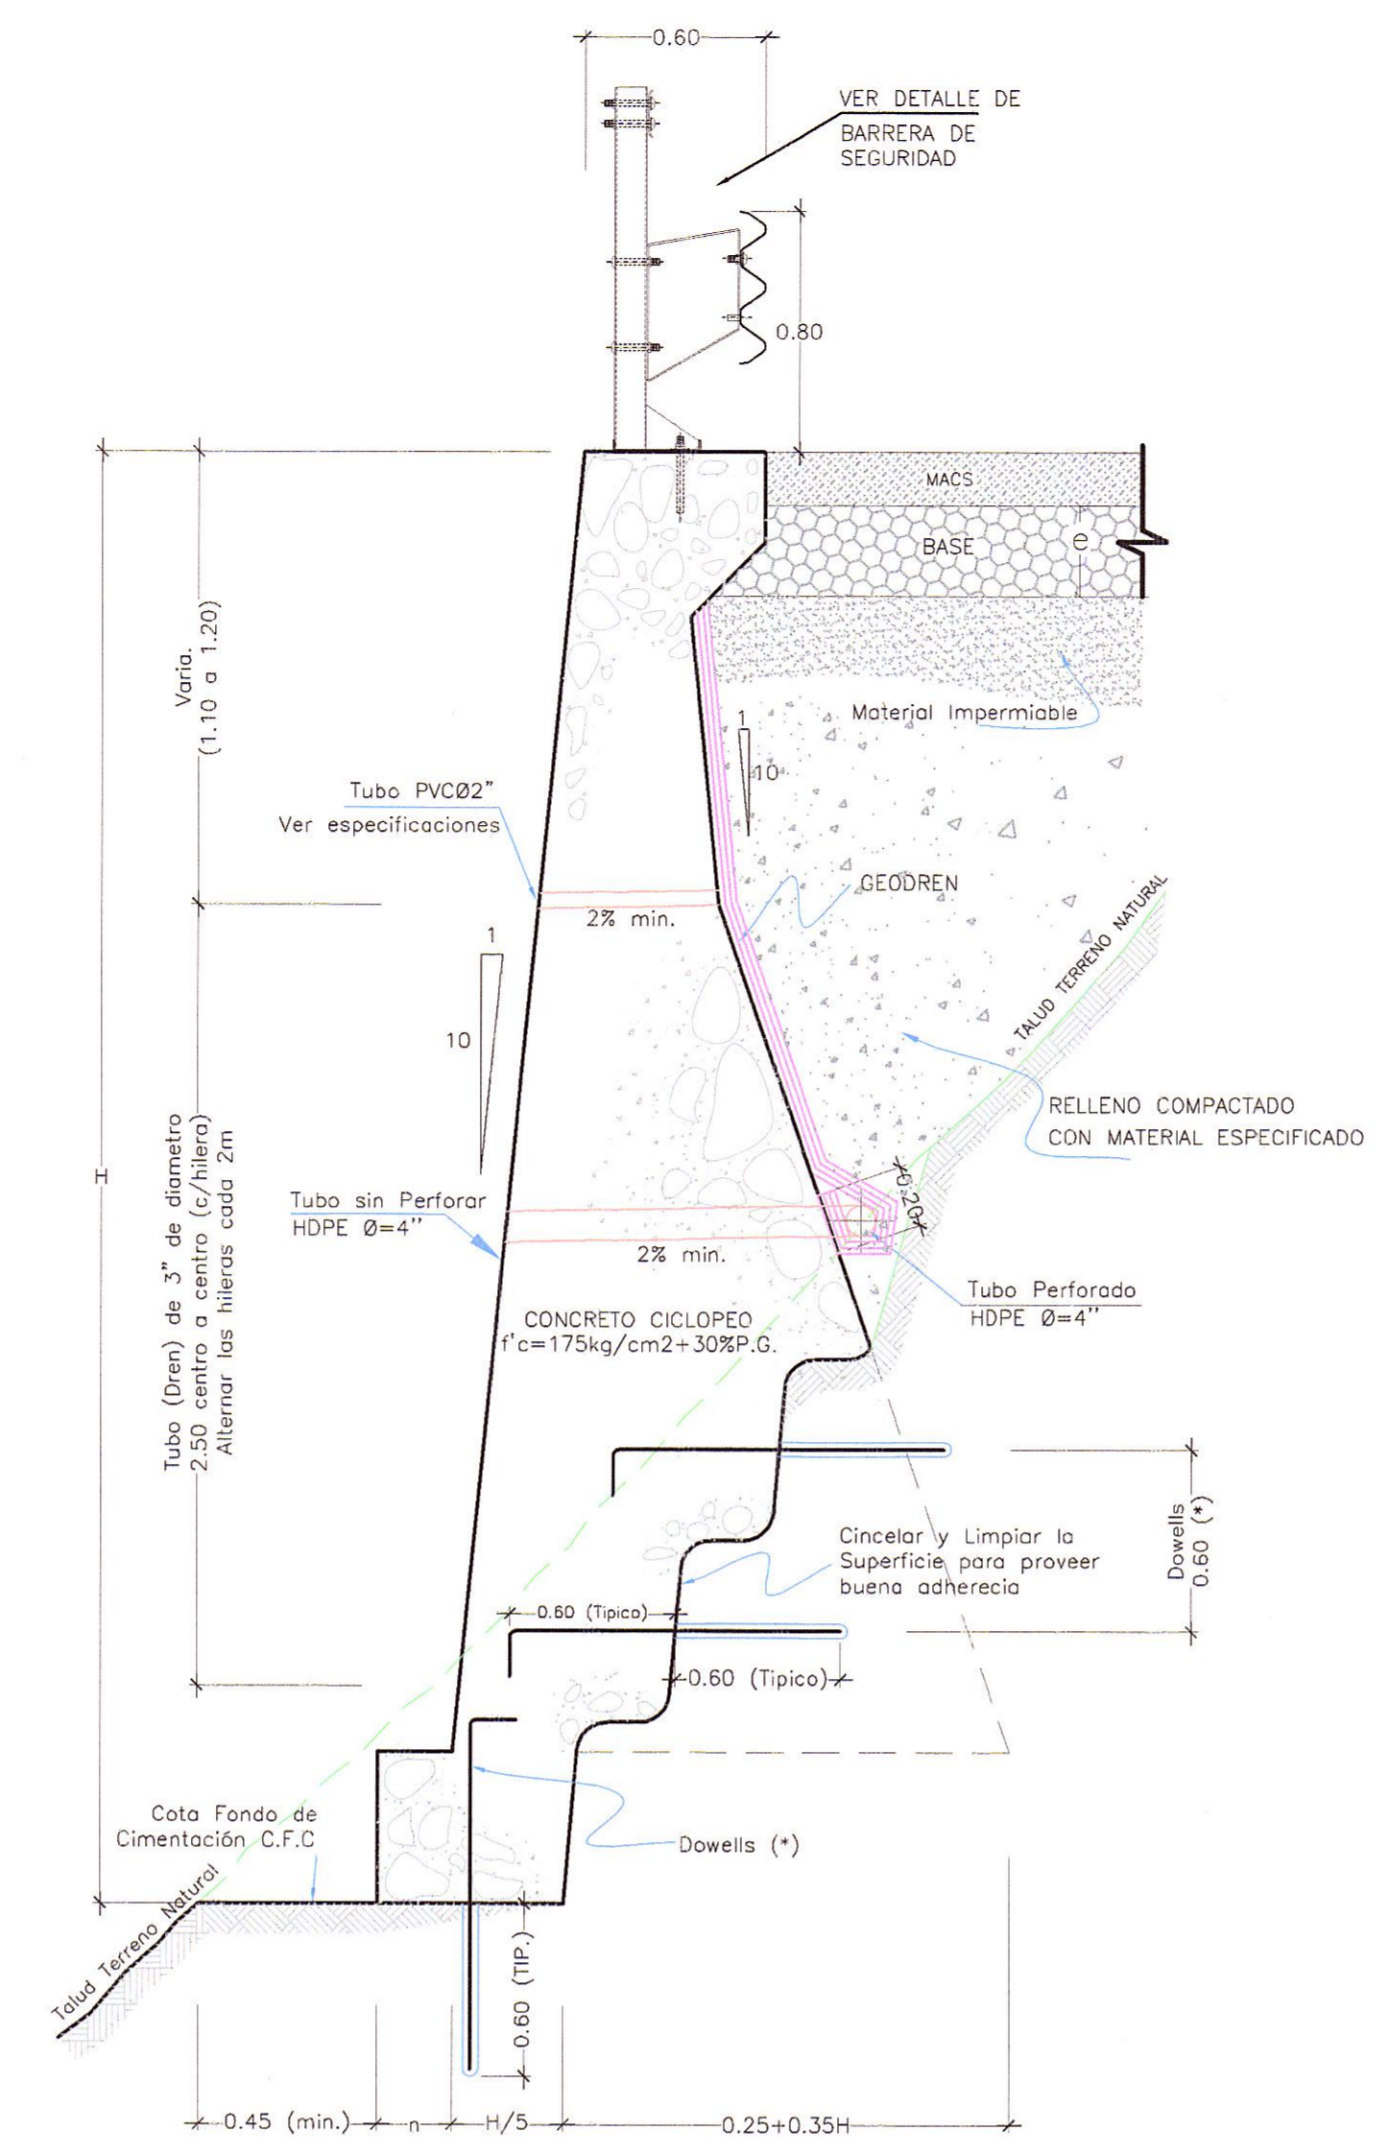 0.60
VER DETALLE DE
BARRERA DE
SEGURIDAD
0.80
MACS
BASE
e
Varia.
(1.10 a 1.20)
Material Impermiable
1
10
Tubo PVCØ2"
Ver especificaciones
GEODREN
2% min.
TALUD TERRENO NATURAL
1
10
RELLENO COMPACTADO
CON MATERIAL ESPECIFICADO
H
Tubo (Dren) de 3" de diametro
2.50 centro a centro (c/hilera)
Alternar las hileras cada 2m
Tubo sin Perforar
HDPE Ø=4"
0.20
2% min.
Tubo Perforado
HDPE Ø=4"
CONCRETO CICLOPEO
f'c=175kg/cm2+30%P.G.
Dowells
0.60 (*)
Cincelar y Limpiar la
Superficie para proveer
buena adherecia
0.60 (Tipico)
0.60 (Tipico)
Cota Fondo de
Cimentación C.F.C
Dowells (*)
Talud Terreno Natural
0.60 (TIP.)
0.45 (min.)
n
H/5
0.25+0.35H